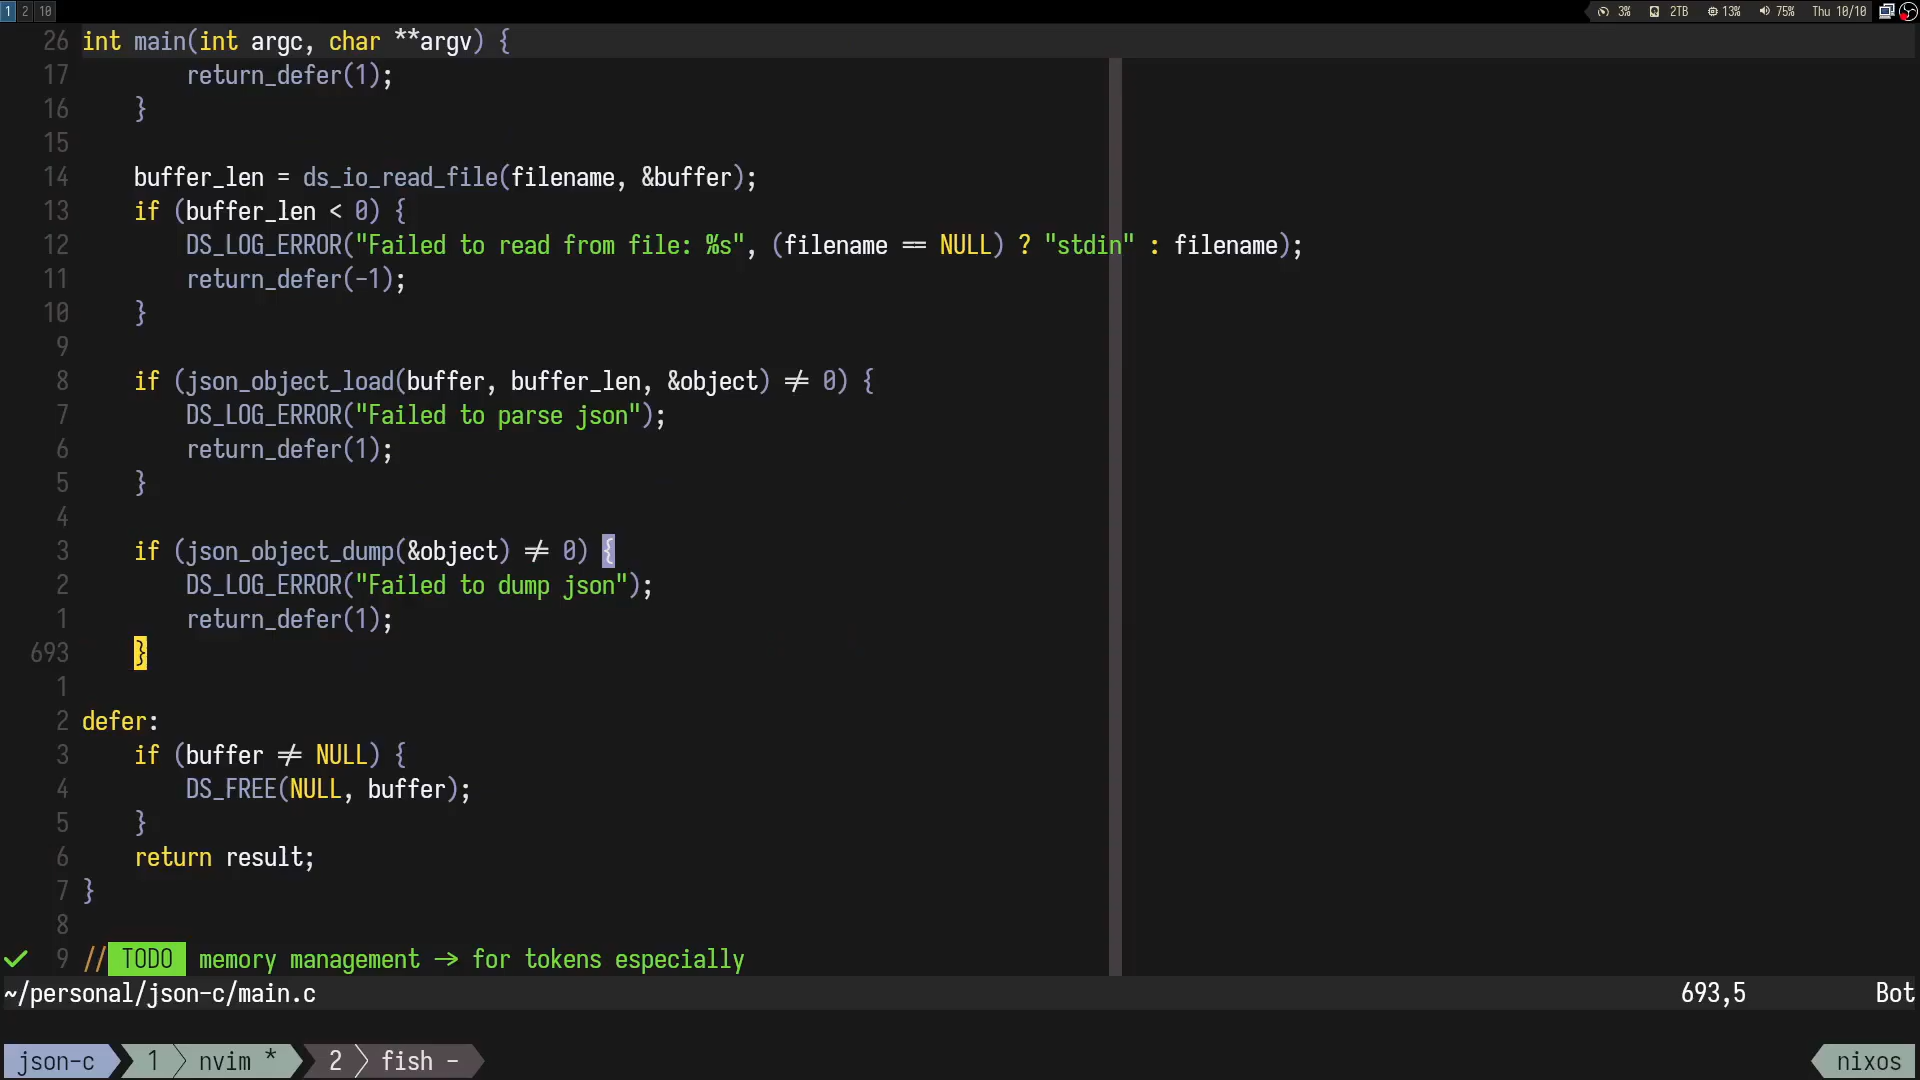 1 2 10 3% 2TB 13% 75% Thu 10/10
26 int main(int argc, char **argv) {
17 return_defer(1);
16 }
15
14 buffer_len = ds_io_read_file(filename, &buffer);
13 if (buffer_len < 0) {
12 DS_LOG_ERROR("Failed to read from file: %s", (filename == NULL) ? "stdin" : filename);
11 return_defer(-1);
10 }
9
8 if (json_object_load(buffer, buffer_len, &object) ≠ 0) {
7 DS_LOG_ERROR("Failed to parse json");
6 return_defer(1);
5 }
4
3 if (json_object_dump(&object) ≠ 0) {
2 DS_LOG_ERROR("Failed to dump json");
1 return_defer(1);
693 }
1
2 defer:
3 if (buffer ≠ NULL) {
4 DS_FREE(NULL, buffer);
5 }
6 return result;
7 }
8
9 // TODO memory management → for tokens especially
~/personal/json-c/main.c 693,5 Bot
json-c 1 nvim * 2 fish - nixos